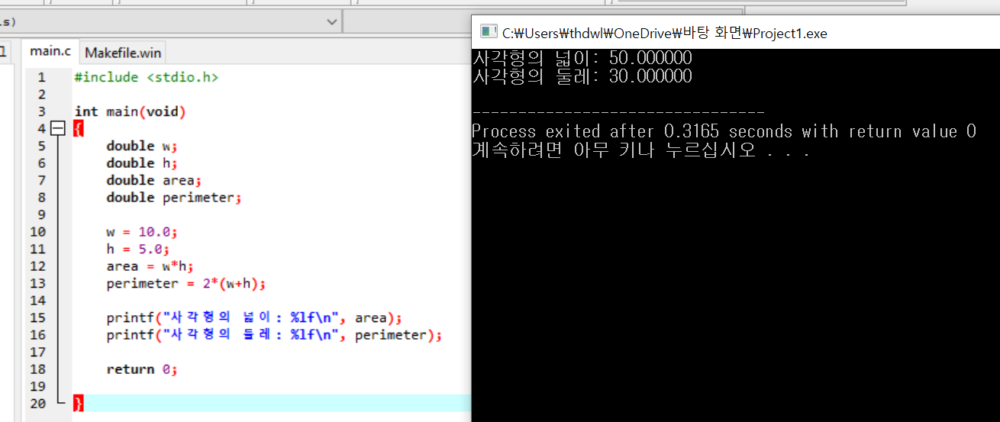 s)
main.c
Makefile.win
1 #include <stdio.h>
2
3 int main(void)
4 {
5 double w;
6 double h;
7 double area;
8 double perimeter;
9
10 w = 10.0;
11 h = 5.0;
12 area = w*h;
13 perimeter = 2*(w+h);
14
15 printf("사각형의 넓이: %lf\n", area);
16 printf("사각형의 둘레: %lf\n", perimeter);
17
18 return 0;
19
20 }
C:₩Users₩thdwl₩OneDrive₩바탕 화면₩Project1.exe
사각형의 넓이: 50.000000
사각형의 둘레: 30.000000
--------------------------------
Process exited after 0.3165 seconds with return value 0
계속하려면 아무 키나 누르십시오 . . .